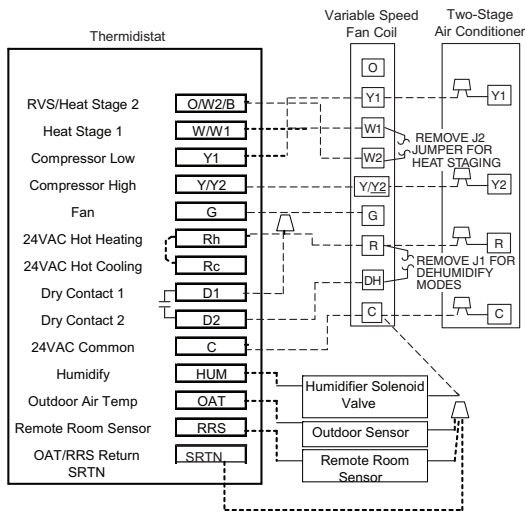 Variable Speed
Fan Coil
Two-Stage
Air Conditioner
Thermidistat
RVS/Heat Stage 2 O/W2/B
Heat Stage 1 W/W1
Compressor Low Y1
Compressor High Y/Y2
Fan G
24VAC Hot Heating Rh
24VAC Hot Cooling Rc
Dry Contact 1 D1
Dry Contact 2 D2
24VAC Common C
Humidify HUM
Outdoor Air Temp OAT
Remote Room Sensor RRS
OAT/RRS Return
SRTN
SRTN
O
Y1
W1
W2
Y/Y2
G
R
DH
C
REMOVE J2
JUMPER FOR
HEAT STAGING
REMOVE J1 FOR
DEHUMIDIFY
MODES
Y1
Y2
R
C
Humidifier Solenoid
Valve
Outdoor Sensor
Remote Room
Sensor